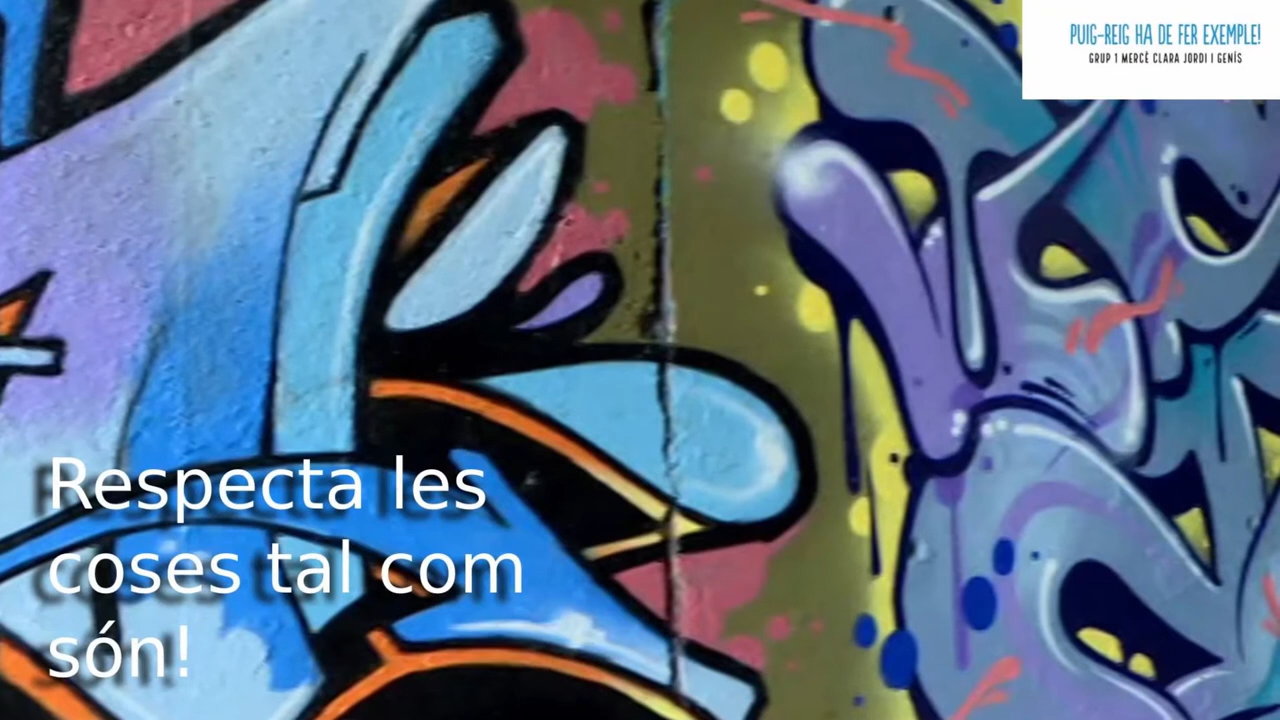 PUIG-REIG HA DE FER EXEMPLE!
GRUP 1 MERCÈ CLARA JORDI I GENÍS
Respecta les
coses tal com
són!